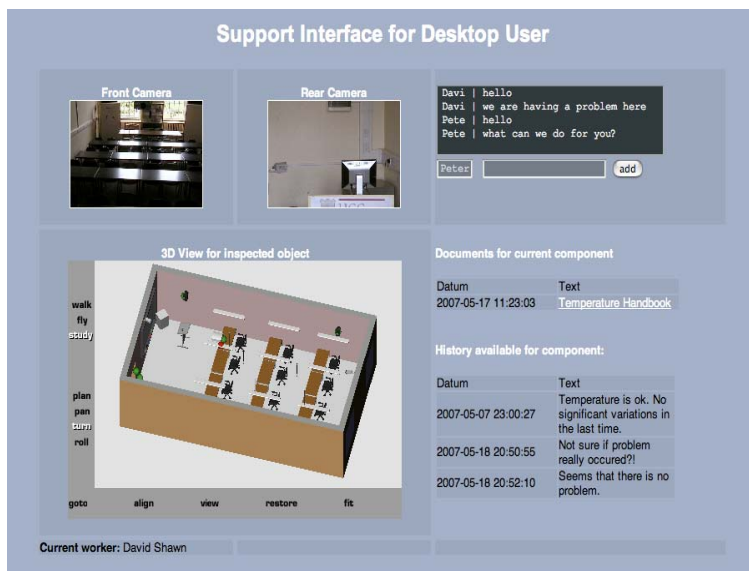 Support Interface for Desktop User
Front Camera
Rear Camera
Davi | hello
Davi | we are having a problem here
Pete | hello
Pete | what can we do for you?
Peter
add
3D View for inspected object
walk
fly
study
plan
pan
turn
roll
goto align view restore fit
Documents for current component
Datum Text
2007-05-17 11:23:03 Temperature Handbook
History available for component:
Datum Text
2007-05-07 23:00:27 Temperature is ok. No
significant variations in
the last time.
2007-05-18 20:50:55 Not sure if problem
really occured?!
2007-05-18 20:52:10 Seems that there is no
problem.
Current worker: David Shawn